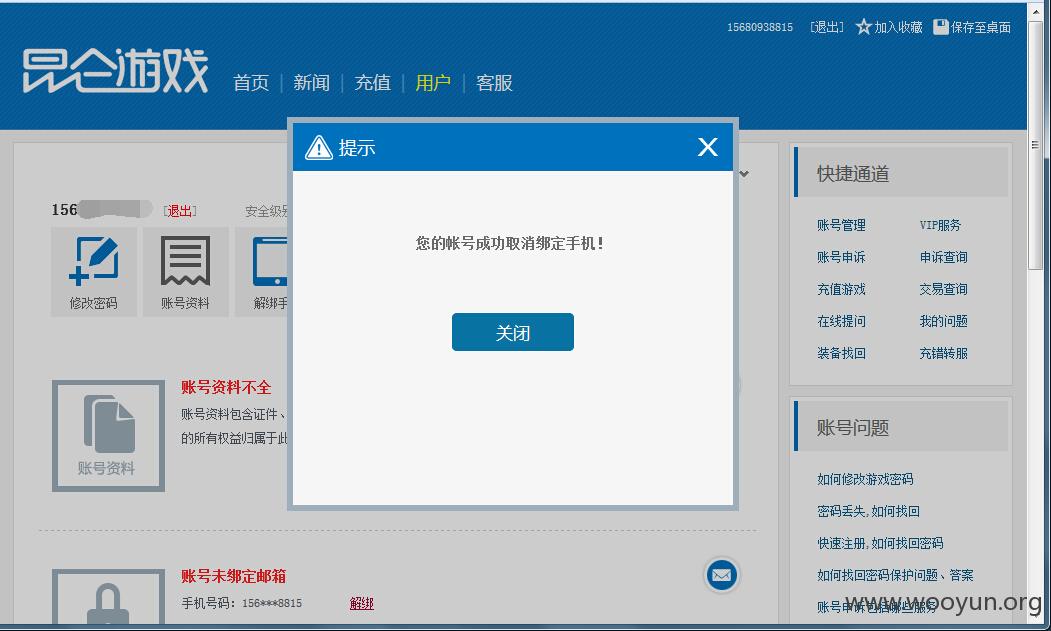 15680938815 [退出] 加入收藏 保存至桌面
昆仑游戏
首页 | 新闻 | 充值 | 用户 | 客服
提示 X
您的帐号成功取消绑定手机！
关闭
156 [退出] 安全级别
修改密码 账号资料 解绑手
账号资料不全
账号资料包含证件、
的所有权益归属于此
账号资料
账号未绑定邮箱
手机号码：156***8815 解绑
快捷通道
账号管理 VIP服务
账号申诉 申诉查询
充值游戏 交易查询
在线提问 我的问题
装备找回 充错转服
账号问题
如何修改游戏密码
密码丢失,如何找回
快速注册,如何找回密码
如何找回密码保护问题、答案
账号申诉包括哪些服务
www.wooyun.org